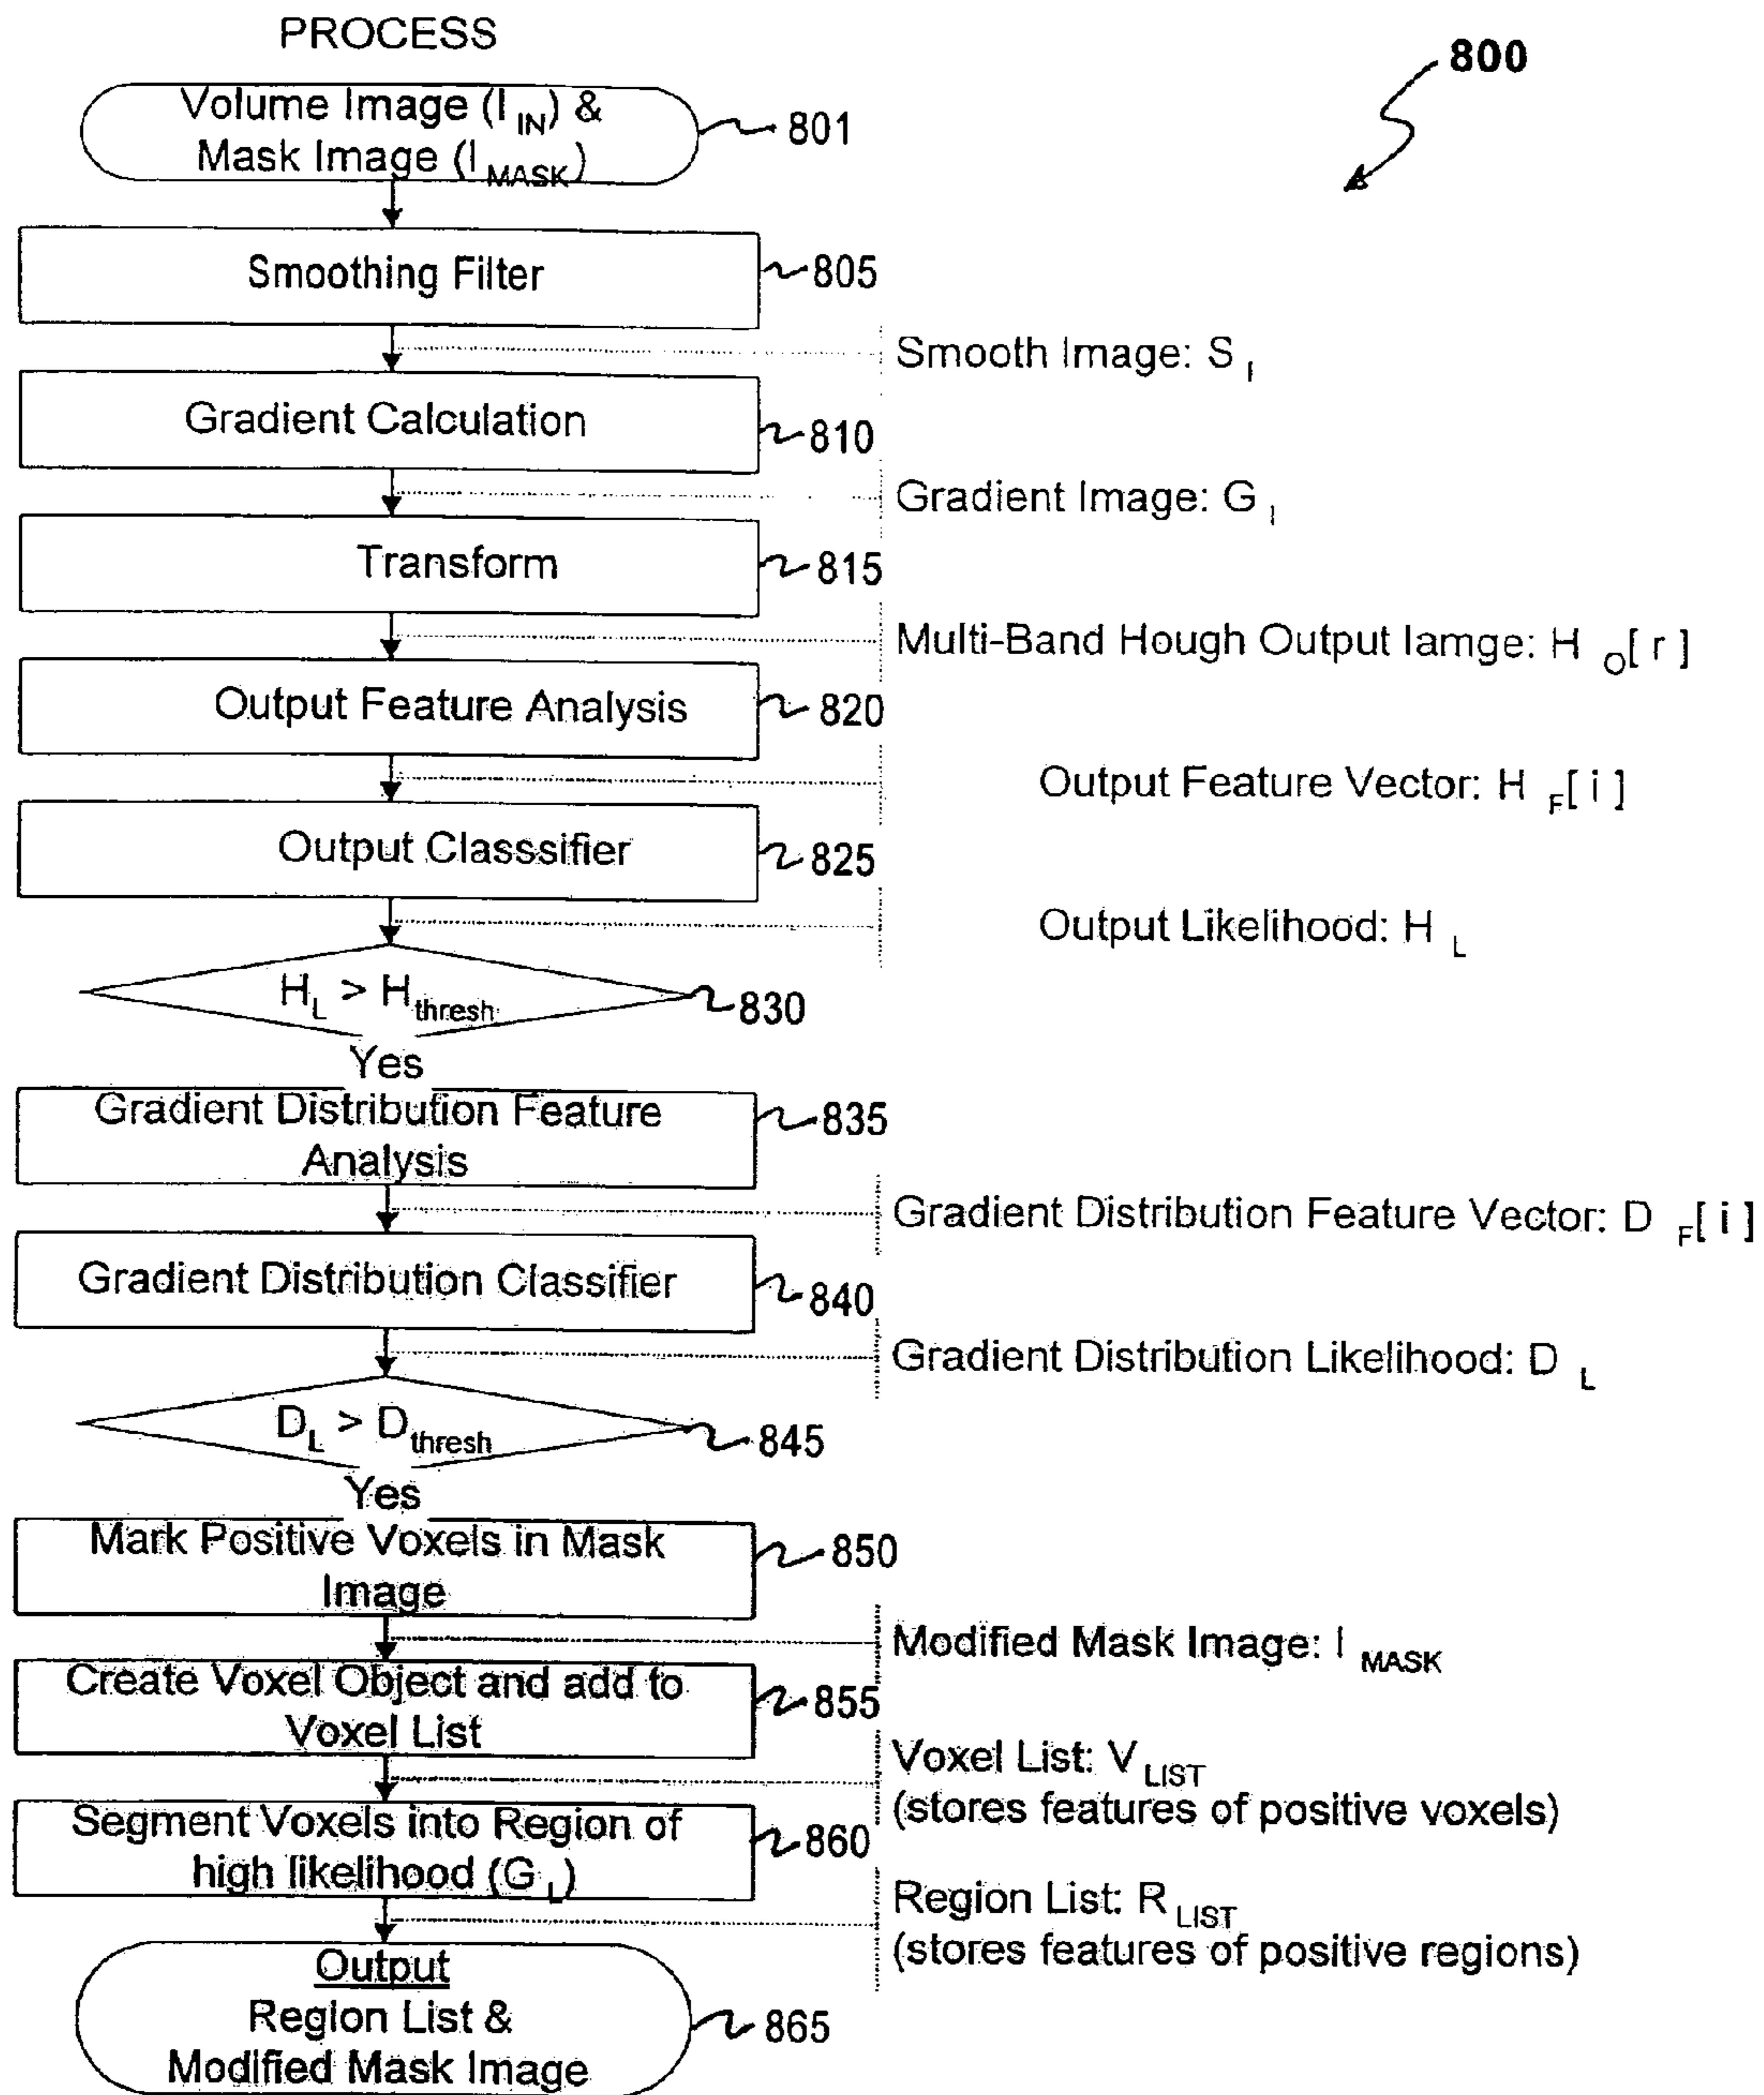 PROCESS
800
Volume Image (I IN) &
Mask Image (I MASK)
801
Smoothing Filter
805
Smooth Image: S I
Gradient Calculation
810
Gradient Image: G I
Transform
815
Multi-Band Hough Output Iamge: H O[ r ]
Output Feature Analysis
820
Output Feature Vector: H F[ i ]
Output Classsifier
825
Output Likelihood: H L
H L > H thresh
830
Yes
Gradient Distribution Feature
Analysis
835
Gradient Distribution Feature Vector: D F[ i ]
Gradient Distribution Classifier
840
Gradient Distribution Likelihood: D L
D L > D thresh
845
Yes
Mark Positive Voxels in Mask
Image
850
Modified Mask Image: I MASK
Create Voxel Object and add to
Voxel List
855
Voxel List: V LIST
(stores features of positive voxels)
Segment Voxels into Region of
high likelihood (G L)
860
Region List: R LIST
(stores features of positive regions)
Output
Region List &
Modified Mask Image
865